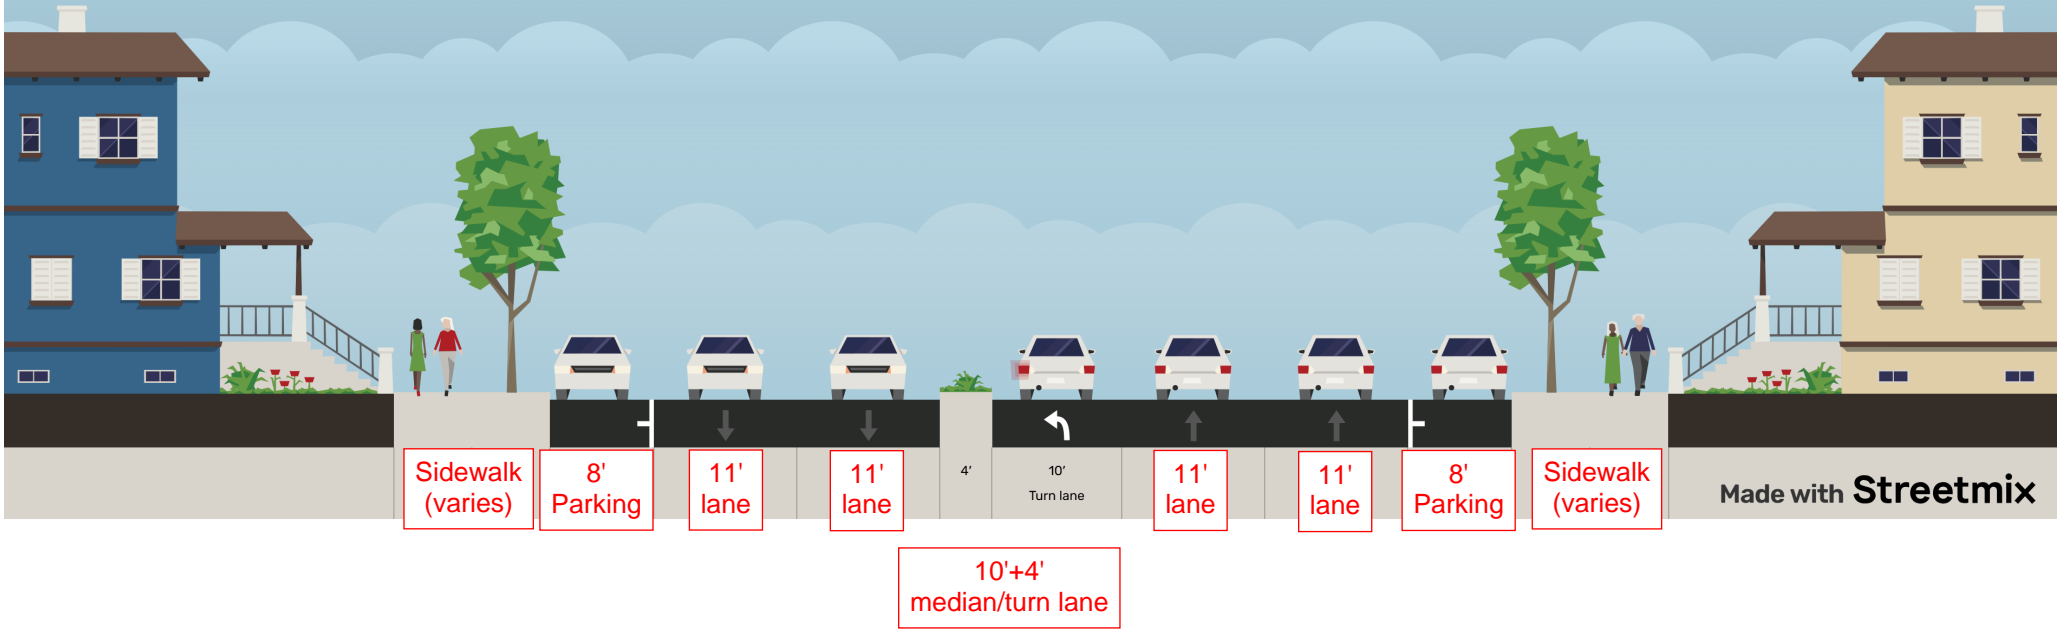 Sidewalk
(varies)
8'
Parking
11'
lane
11'
lane
4′
10′
Turn lane
11'
lane
11'
lane
8'
Parking
Sidewalk
(varies)
Made with Streetmix
10'+4'
median/turn lane